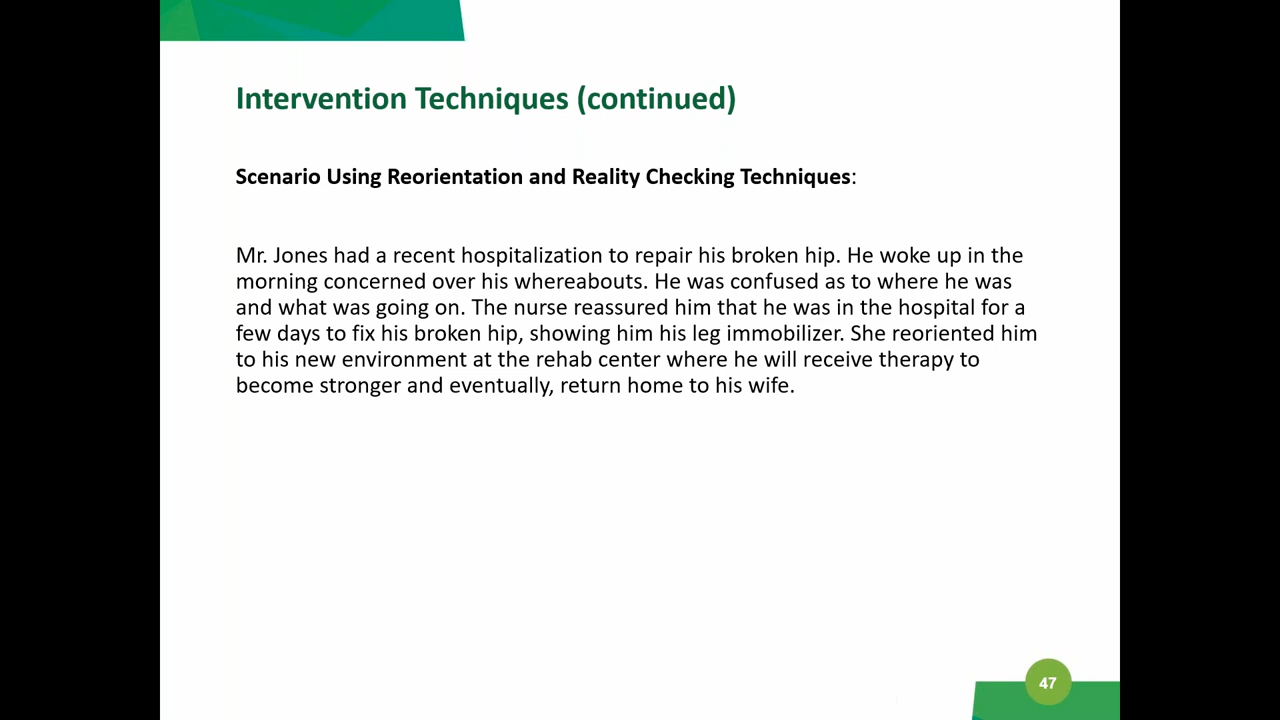 Intervention Techniques (continued)
Scenario Using Reorientation and Reality Checking Techniques:
Mr. Jones had a recent hospitalization to repair his broken hip. He woke up in the
morning concerned over his whereabouts. He was confused as to where he was
and what was going on. The nurse reassured him that he was in the hospital for a
few days to fix his broken hip, showing him his leg immobilizer. She reoriented him
to his new environment at the rehab center where he will receive therapy to
become stronger and eventually, return home to his wife.
47